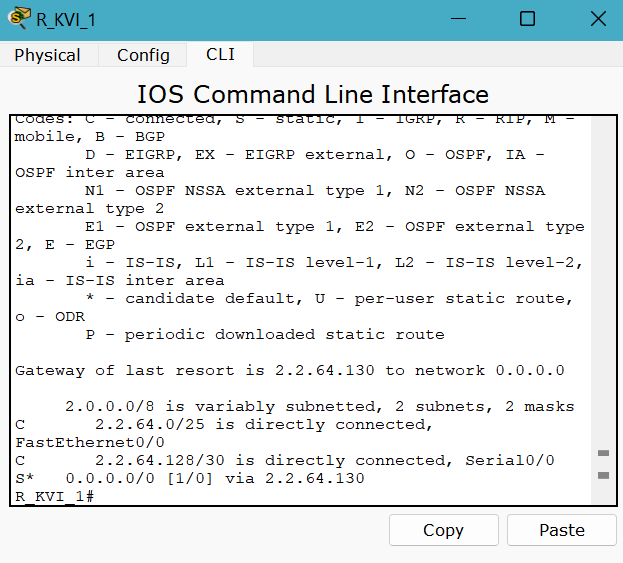 R_KVI_1
Physical Config CLI
IOS Command Line Interface
Codes: C - connected, S - static, I - IGRP, R - RIP, M -
mobile, B - BGP
D - EIGRP, EX - EIGRP external, O - OSPF, IA -
OSPF inter area
N1 - OSPF NSSA external type 1, N2 - OSPF NSSA
external type 2
E1 - OSPF external type 1, E2 - OSPF external type
2, E - EGP
i - IS-IS, L1 - IS-IS level-1, L2 - IS-IS level-2,
ia - IS-IS inter area
* - candidate default, U - per-user static route,
o - ODR
P - periodic downloaded static route
Gateway of last resort is 2.2.64.130 to network 0.0.0.0
2.0.0.0/8 is variably subnetted, 2 subnets, 2 masks
C 2.2.64.0/25 is directly connected,
FastEthernet0/0
C 2.2.64.128/30 is directly connected, Serial0/0
S* 0.0.0.0/0 [1/0] via 2.2.64.130
R_KVI_1#
Copy Paste